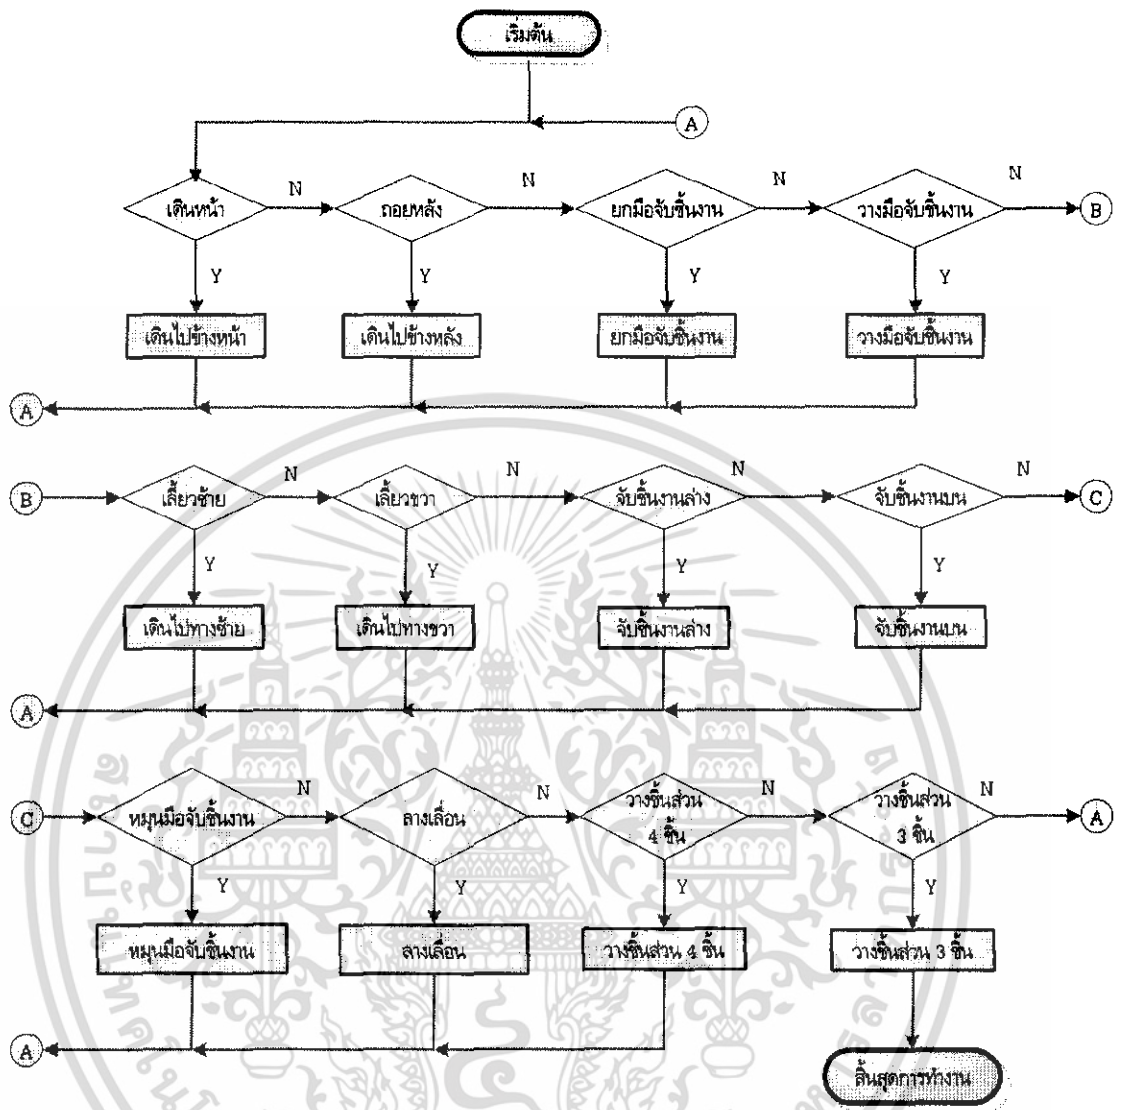 เริ่มต้น
A
เดินหน้า
N
ถอยหลัง
N
ยกมือจับชิ้นงาน
N
วางมือจับชิ้นงาน
N
B
Y
Y
Y
Y
เดินไปข้างหน้า
เดินไปข้างหลัง
ยกมือจับชิ้นงาน
วางมือจับชิ้นงาน
A
B
เลี้ยวซ้าย
N
เลี้ยวขวา
N
จับชิ้นงานล่าง
N
จับชิ้นงานบน
N
C
Y
Y
Y
Y
เดินไปทางซ้าย
เดินไปทางขวา
จับชิ้นงานล่าง
จับชิ้นงานบน
A
C
หมุนมือจับชิ้นงาน
N
ลางเลื่อน
N
วางชิ้นส่วน
4 ชิ้น
N
วางชิ้นส่วน
3 ชิ้น
N
A
Y
Y
Y
Y
หมุนมือจับชิ้นงาน
ลางเลื่อน
วางชิ้นส่วน 4 ชิ้น
วางชิ้นส่วน 3 ชิ้น
A
สิ้นสุดการทำงาน